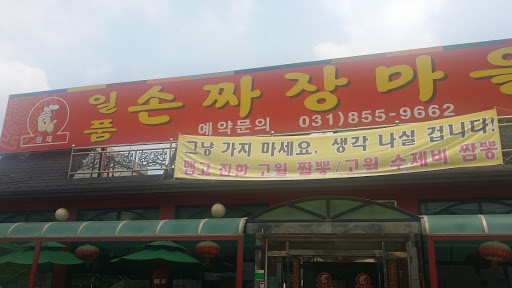 일품 손짜장마을
예약문의 031)855-9662
그냥 가지 마세요, 생각 나실 겁니다!
맵고 진한 고월 짬뽕/고월 수제비 짬뽕